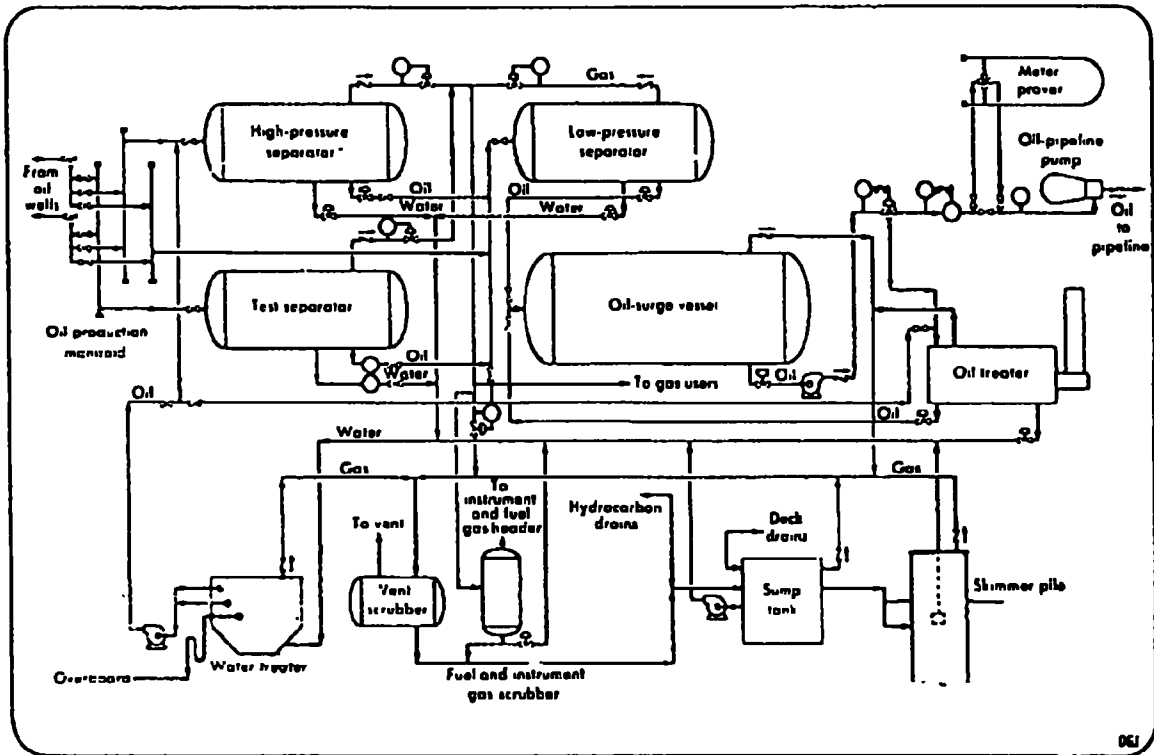 High-pressure
separator
Gas
Low-pressure
separator
Meter
prover
Oil-pipeline
pump
From
oil
wells
Oil
Water
Oil
Water
Oil
to
pipeline
Test separator
Oil-surge vessel
Oil production
manifold
Oil
Water
To gas users
Oil
Oil treater
Oil
Oil
Water
Gas
To
instrument
and fuel
gas header
Hydrocarbon
drains
Gas
To vent
Deck
drains
Vent
scrubber
Sump
tank
Skimmer pile
Water treater
Overboard
Fuel and instrument
gas scrubber
OGJ